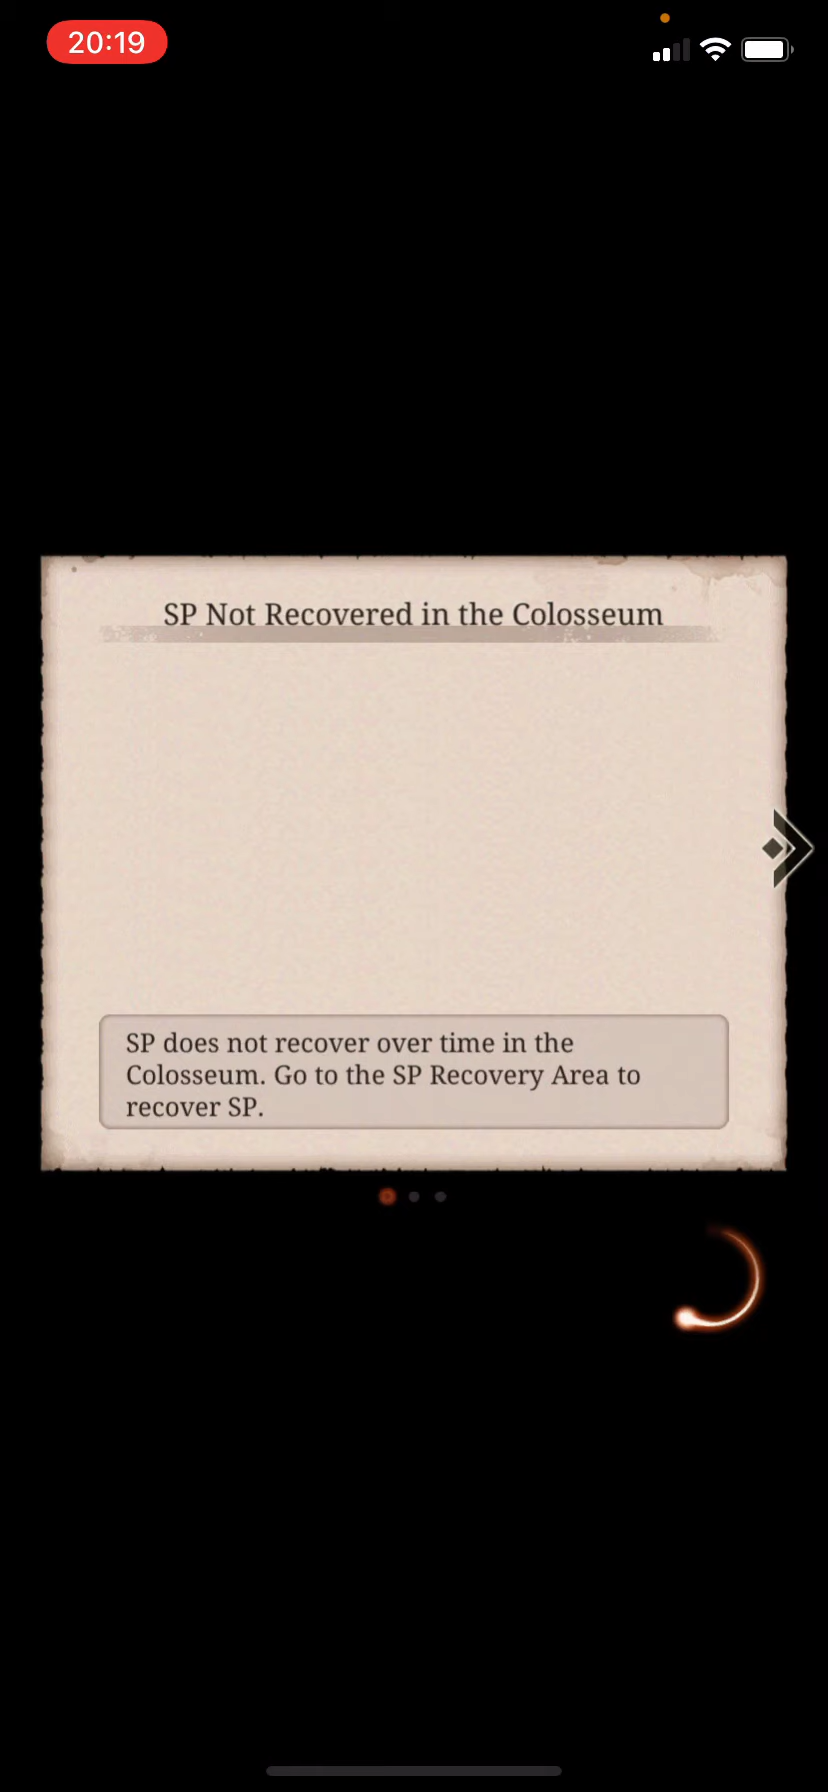 20:19
SP Not Recovered in the Colosseum
SP does not recover over time in the
Colosseum. Go to the SP Recovery Area to
recover SP.